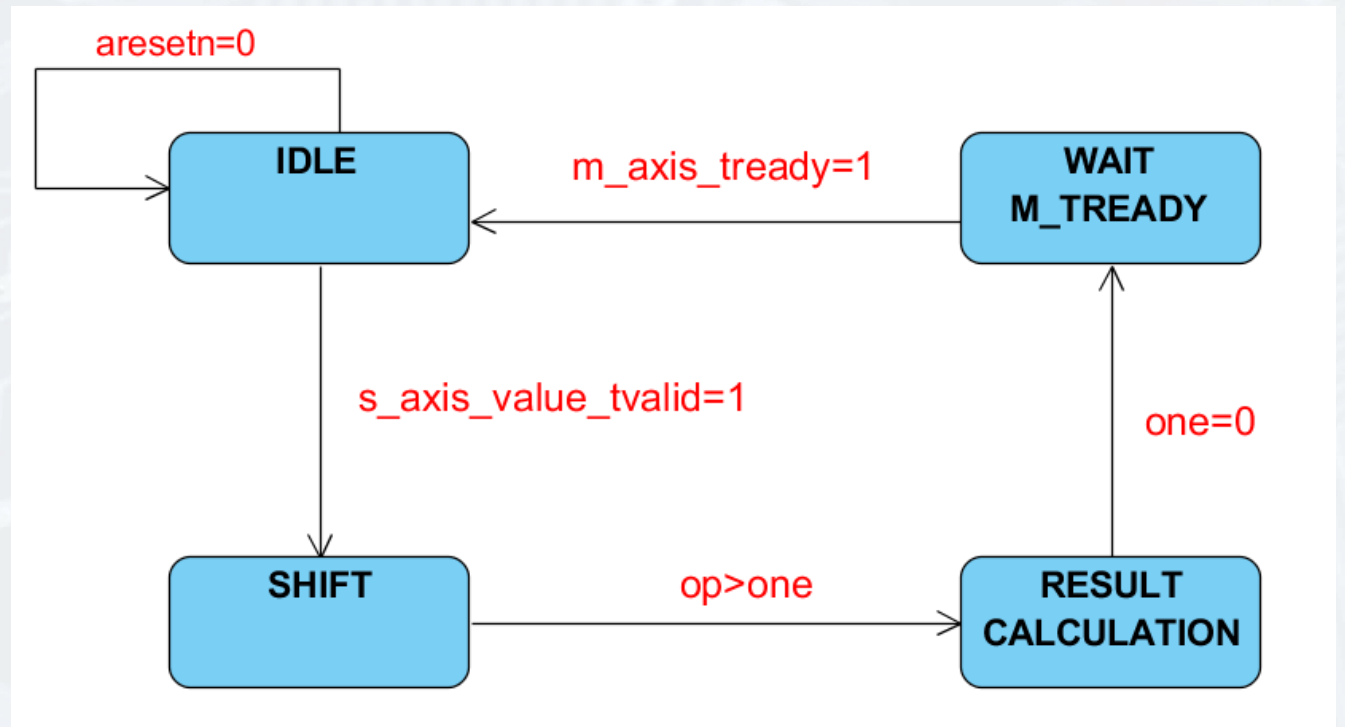 aresetn=0
IDLE
m_axis_tready=1
WAIT
M_TREADY
s_axis_value_tvalid=1
one=0
SHIFT
op>one
RESULT
CALCULATION